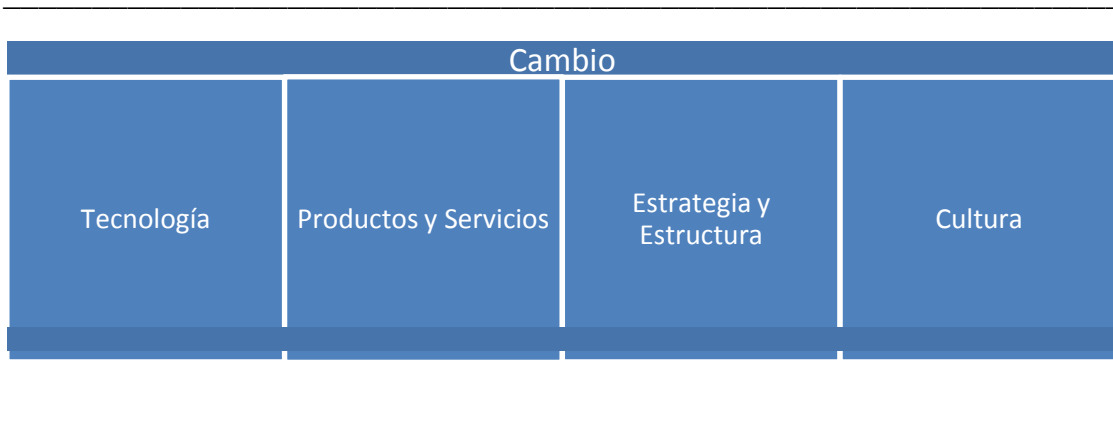 Cambio
Tecnología
Productos y Servicios
Estrategia y
Estructura
Cultura